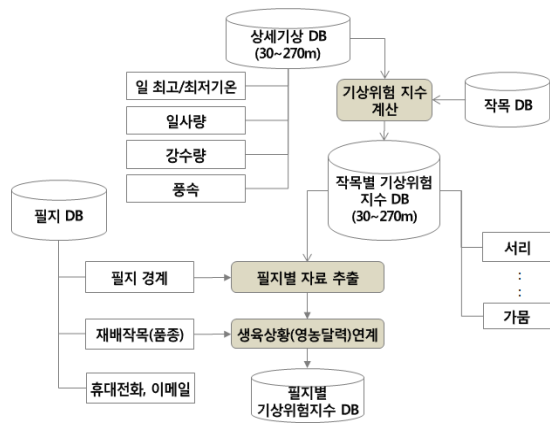 상세기상 DB
(30~270m)
일 최고/최저기온
일사량
강수량
풍속
기상위험 지수
계산
작목 DB
작목별 기상위험
지수 DB
(30~270m)
서리
:
:
가뭄
필지 DB
필지 경계
필지별 자료 추출
재배작목(품종)
생육상황(영농달력)연계
휴대전화, 이메일
필지별
기상위험지수 DB